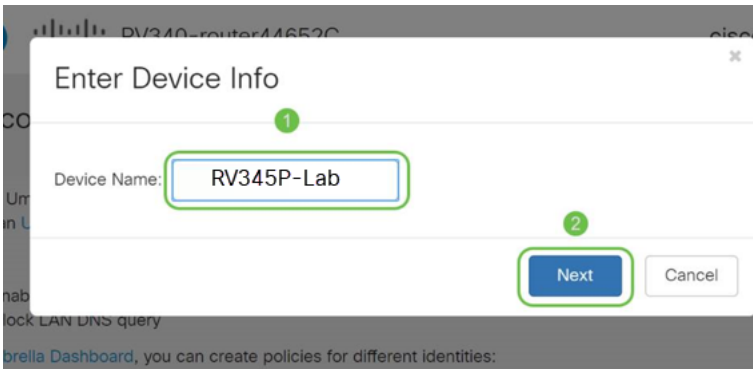 RV340-router44652C cisco
Enter Device Info
×
1
Device Name: RV345P-Lab
2
Next Cancel
lock LAN DNS query
brella Dashboard, you can create policies for different identities: